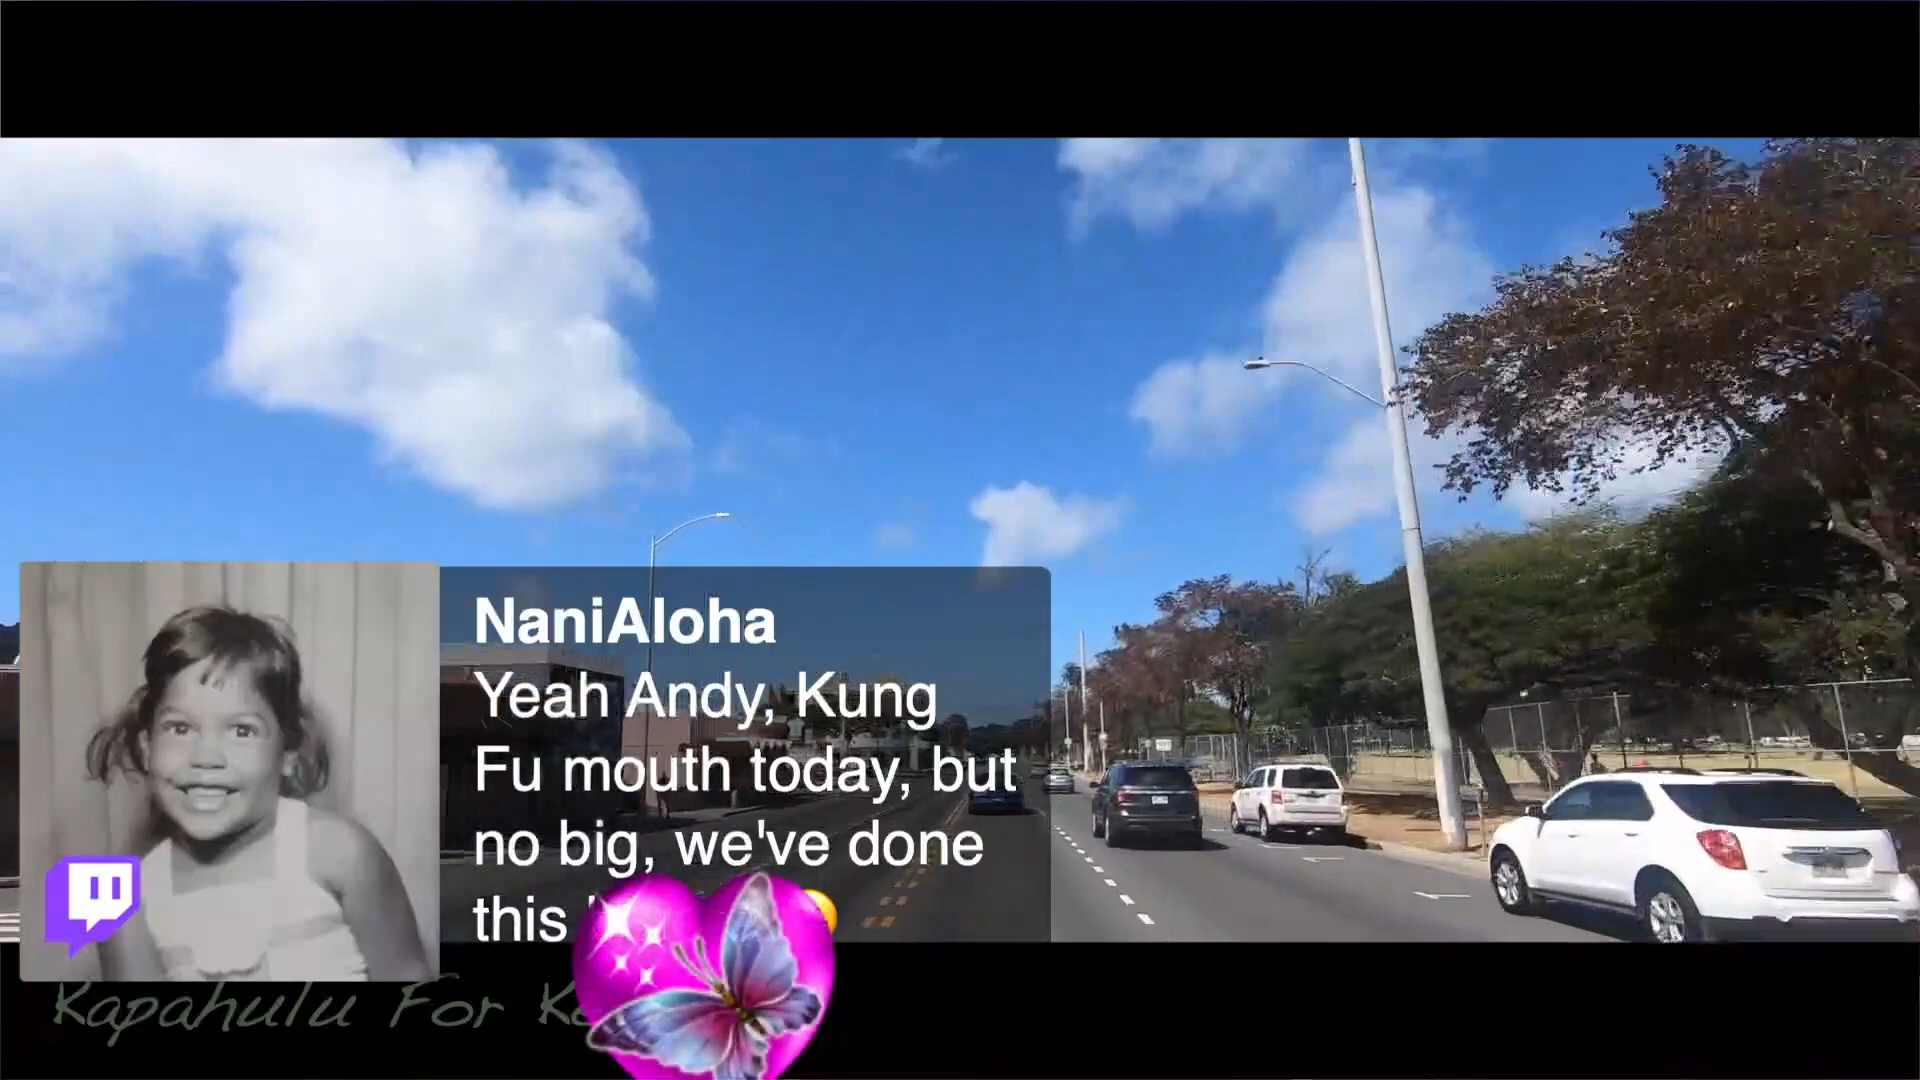 NaniAloha
Yeah Andy, Kung
Fu mouth today, but
no big, we've done
this
Kapahulu For